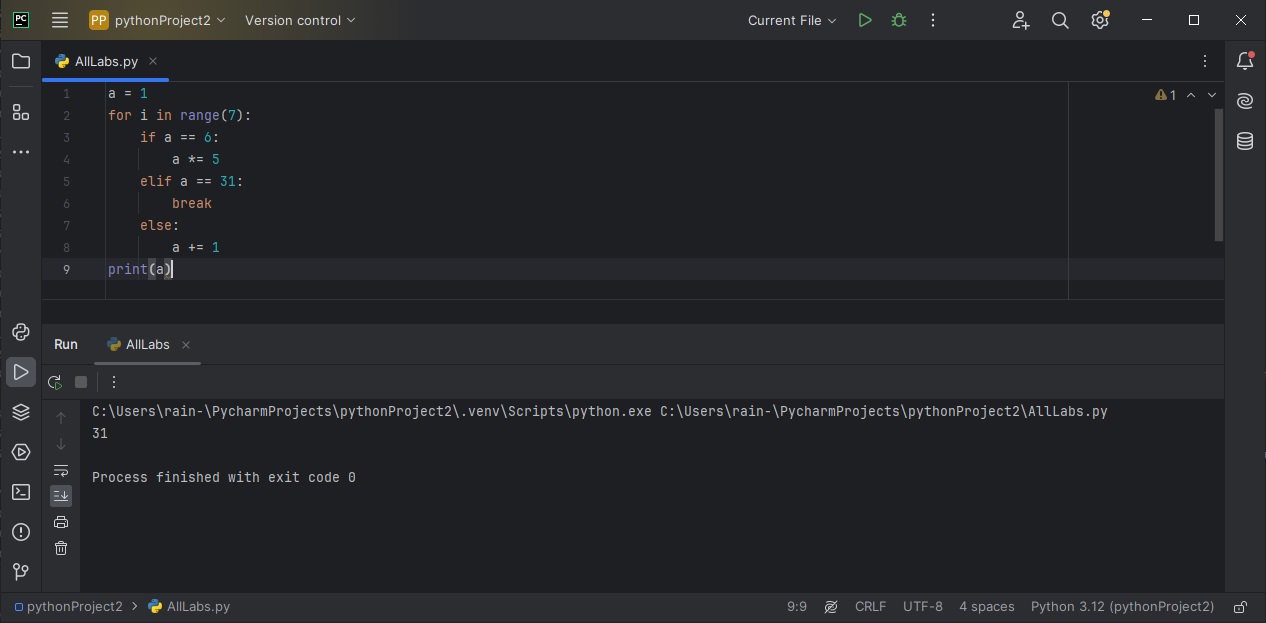 PC PP pythonProject2 Version control Current File
AllLabs.py
1 a = 1
2 for i in range(7):
3     if a == 6:
4         a *= 5
5     elif a == 31:
6         break
7     else:
8         a += 1
9 print(a)
1
Run AllLabs
C:\Users\rain-\PycharmProjects\pythonProject2\.venv\Scripts\python.exe C:\Users\rain-\PycharmProjects\pythonProject2\AllLabs.py
31
Process finished with exit code 0
pythonProject2 > AllLabs.py 9:9 CRLF UTF-8 4 spaces Python 3.12 (pythonProject2)